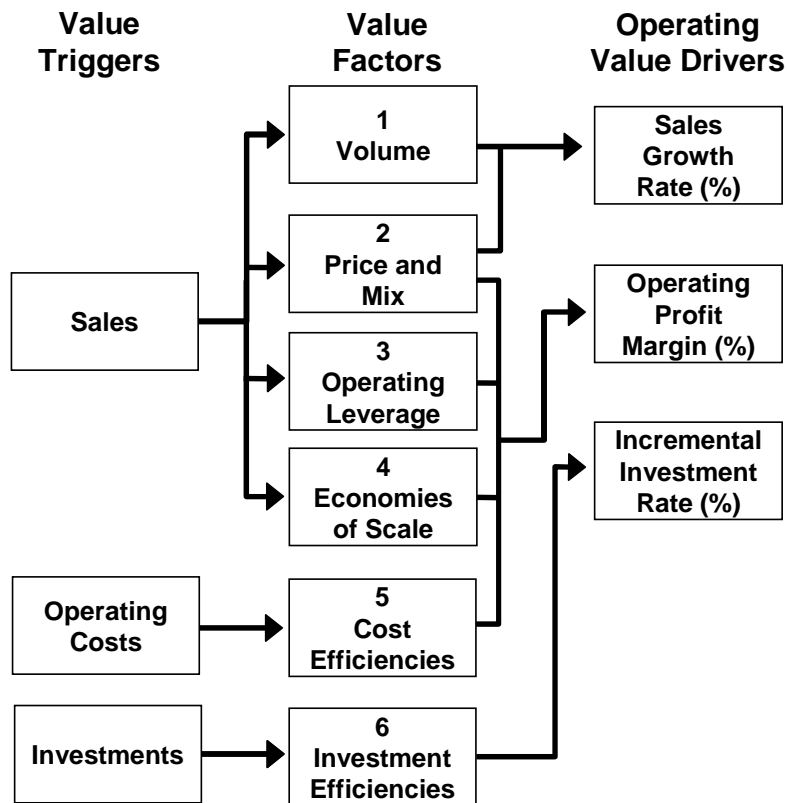 Value
Triggers
Value
Factors
Operating
Value Drivers
1
Volume
Sales
Growth
Rate (%)
2
Price and
Mix
Sales
Operating
Profit
Margin (%)
3
Operating
Leverage
4
Economies
of Scale
Incremental
Investment
Rate (%)
Operating
Costs
5
Cost
Efficiencies
Investments
6
Investment
Efficiencies